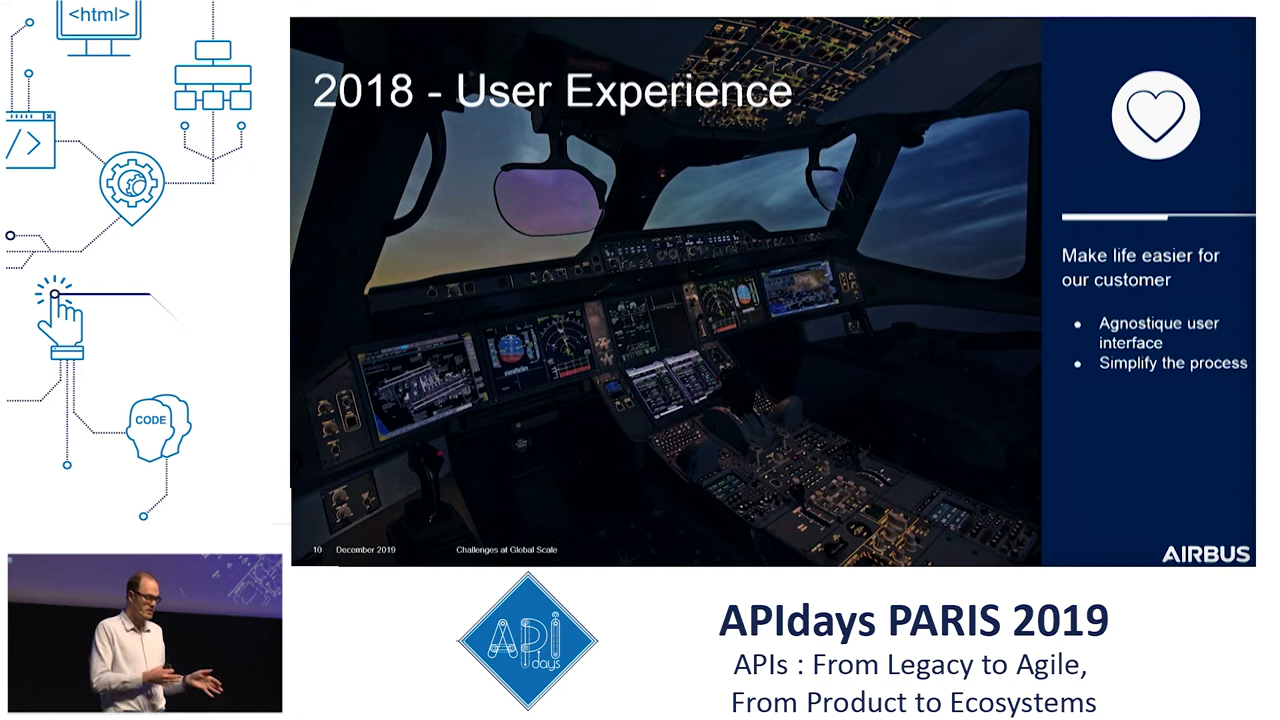 <html>
</>
CODE
2018 - User Experience
Make life easier for
our customer
• Agnostique user
interface
• Simplify the process
10 December 2019 Challenges at Global Scale
AIRBUS
API
days
APIdays PARIS 2019
APIs : From Legacy to Agile,
From Product to Ecosystems